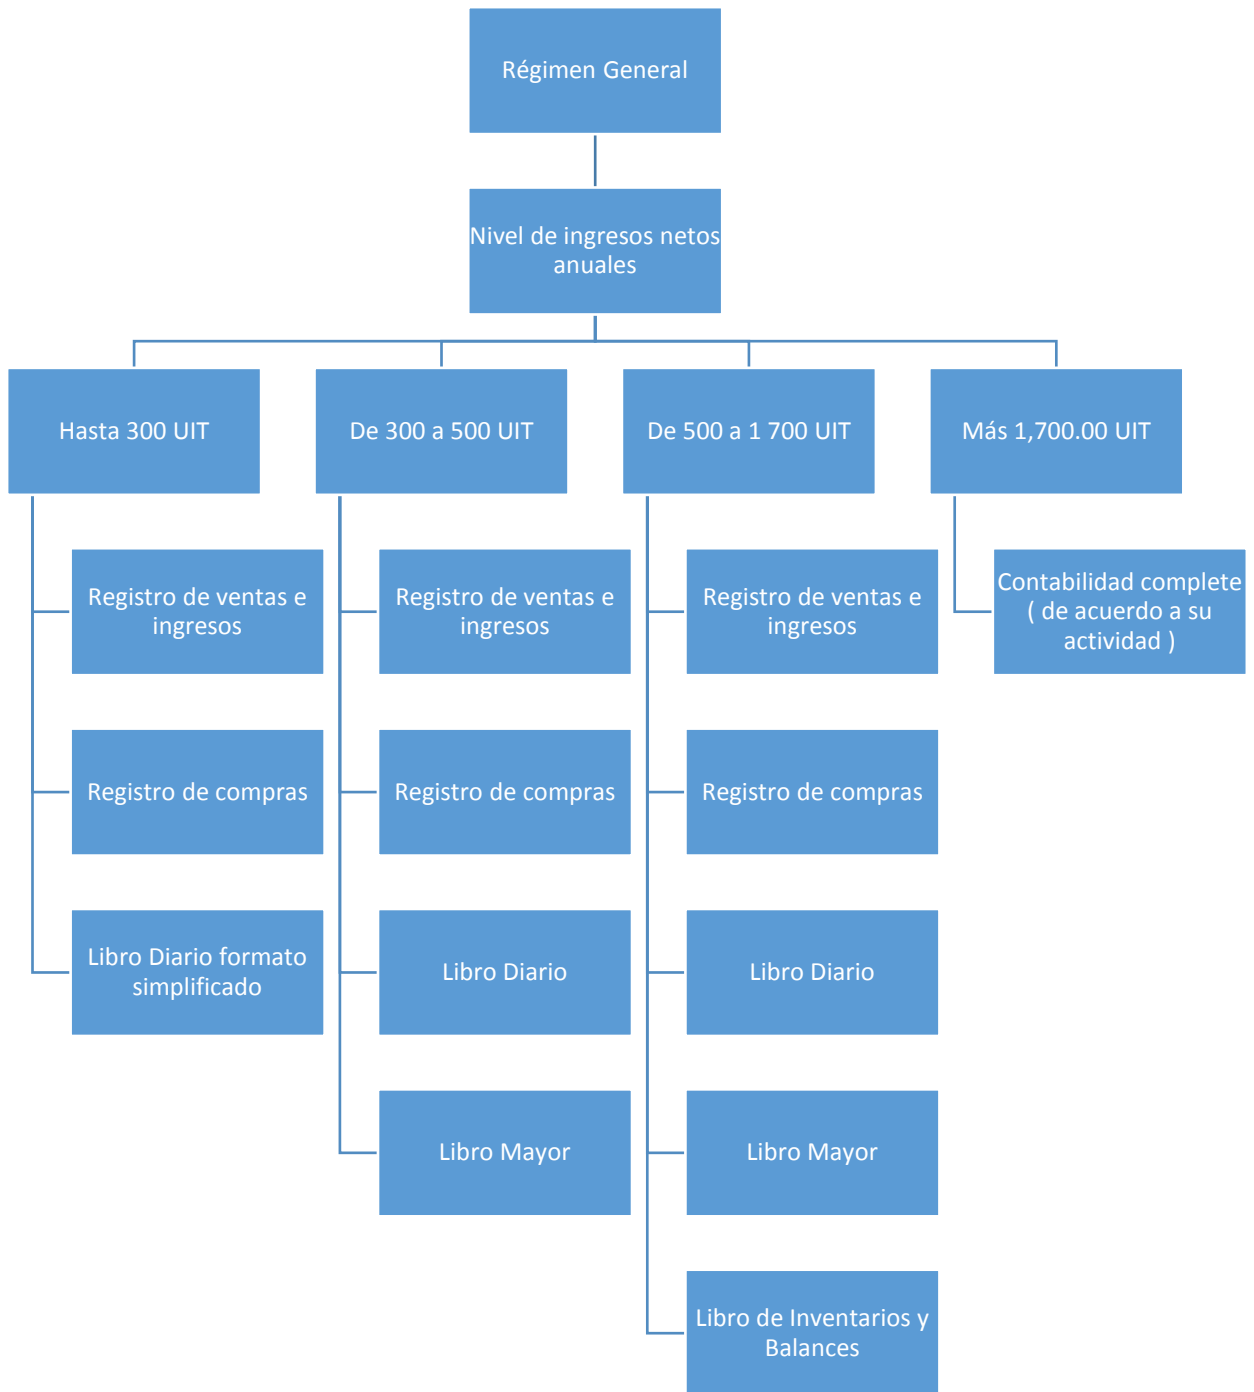 Régimen General
Nivel de ingresos netos
anuales
Hasta 300 UIT
Registro de ventas e
ingresos
Registro de compras
Libro Diario formato
simplificado
De 300 a 500 UIT
Registro de ventas e
ingresos
Registro de compras
Libro Diario
Libro Mayor
De 500 a 1 700 UIT
Registro de ventas e
ingresos
Registro de compras
Libro Diario
Libro Mayor
Libro de Inventarios y
Balances
Más 1,700.00 UIT
Contabilidad complete
( de acuerdo a su
actividad )